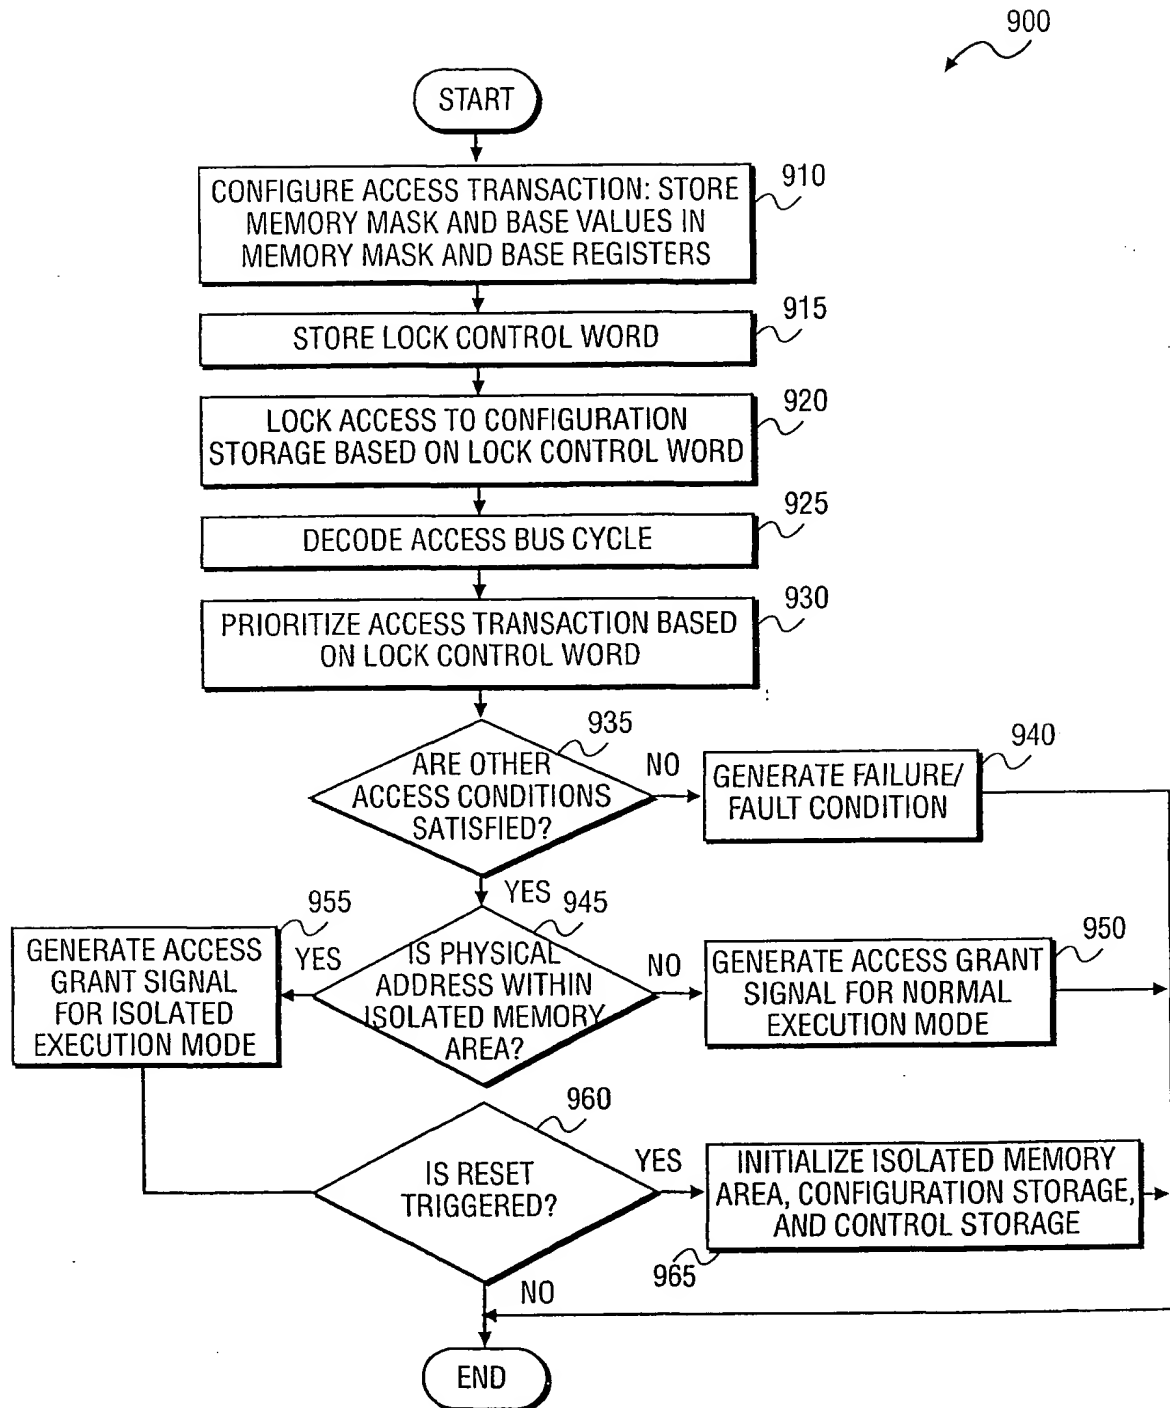 900
START
CONFIGURE ACCESS TRANSACTION: STORE
MEMORY MASK AND BASE VALUES IN
MEMORY MASK AND BASE REGISTERS
910
STORE LOCK CONTROL WORD
915
LOCK ACCESS TO CONFIGURATION
STORAGE BASED ON LOCK CONTROL WORD
920
DECODE ACCESS BUS CYCLE
925
PRIORITIZE ACCESS TRANSACTION BASED
ON LOCK CONTROL WORD
930
ARE OTHER
ACCESS CONDITIONS
SATISFIED?
935
NO
GENERATE FAILURE/
FAULT CONDITION
940
YES
IS PHYSICAL
ADDRESS WITHIN
ISOLATED MEMORY
AREA?
945
YES
GENERATE ACCESS
GRANT SIGNAL
FOR ISOLATED
EXECUTION MODE
955
NO
GENERATE ACCESS GRANT
SIGNAL FOR NORMAL
EXECUTION MODE
950
IS RESET
TRIGGERED?
960
YES
INITIALIZE ISOLATED MEMORY
AREA, CONFIGURATION STORAGE,
AND CONTROL STORAGE
965
NO
END